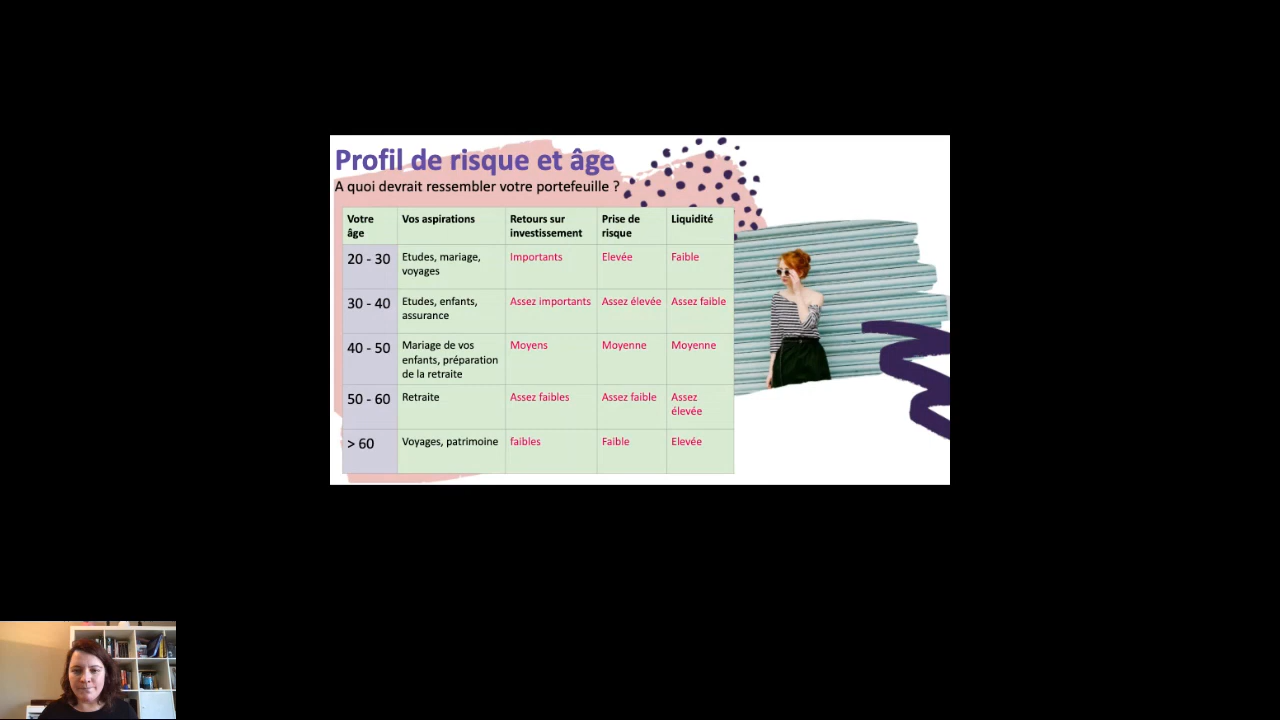 Profil de risque et âge
A quoi devrait ressembler votre portefeuille ?
Votre âge
Vos aspirations
Retours sur investissement
Prise de risque
Liquidité
20 - 30
Etudes, mariage, voyages
Importants
Elevée
Faible
30 - 40
Etudes, enfants, assurance
Assez importants
Assez élevée
Assez faible
40 - 50
Mariage de vos enfants, préparation de la retraite
Moyens
Moyenne
Moyenne
50 - 60
Retraite
Assez faibles
Assez faible
Assez élevée
> 60
Voyages, patrimoine
faibles
Faible
Elevée